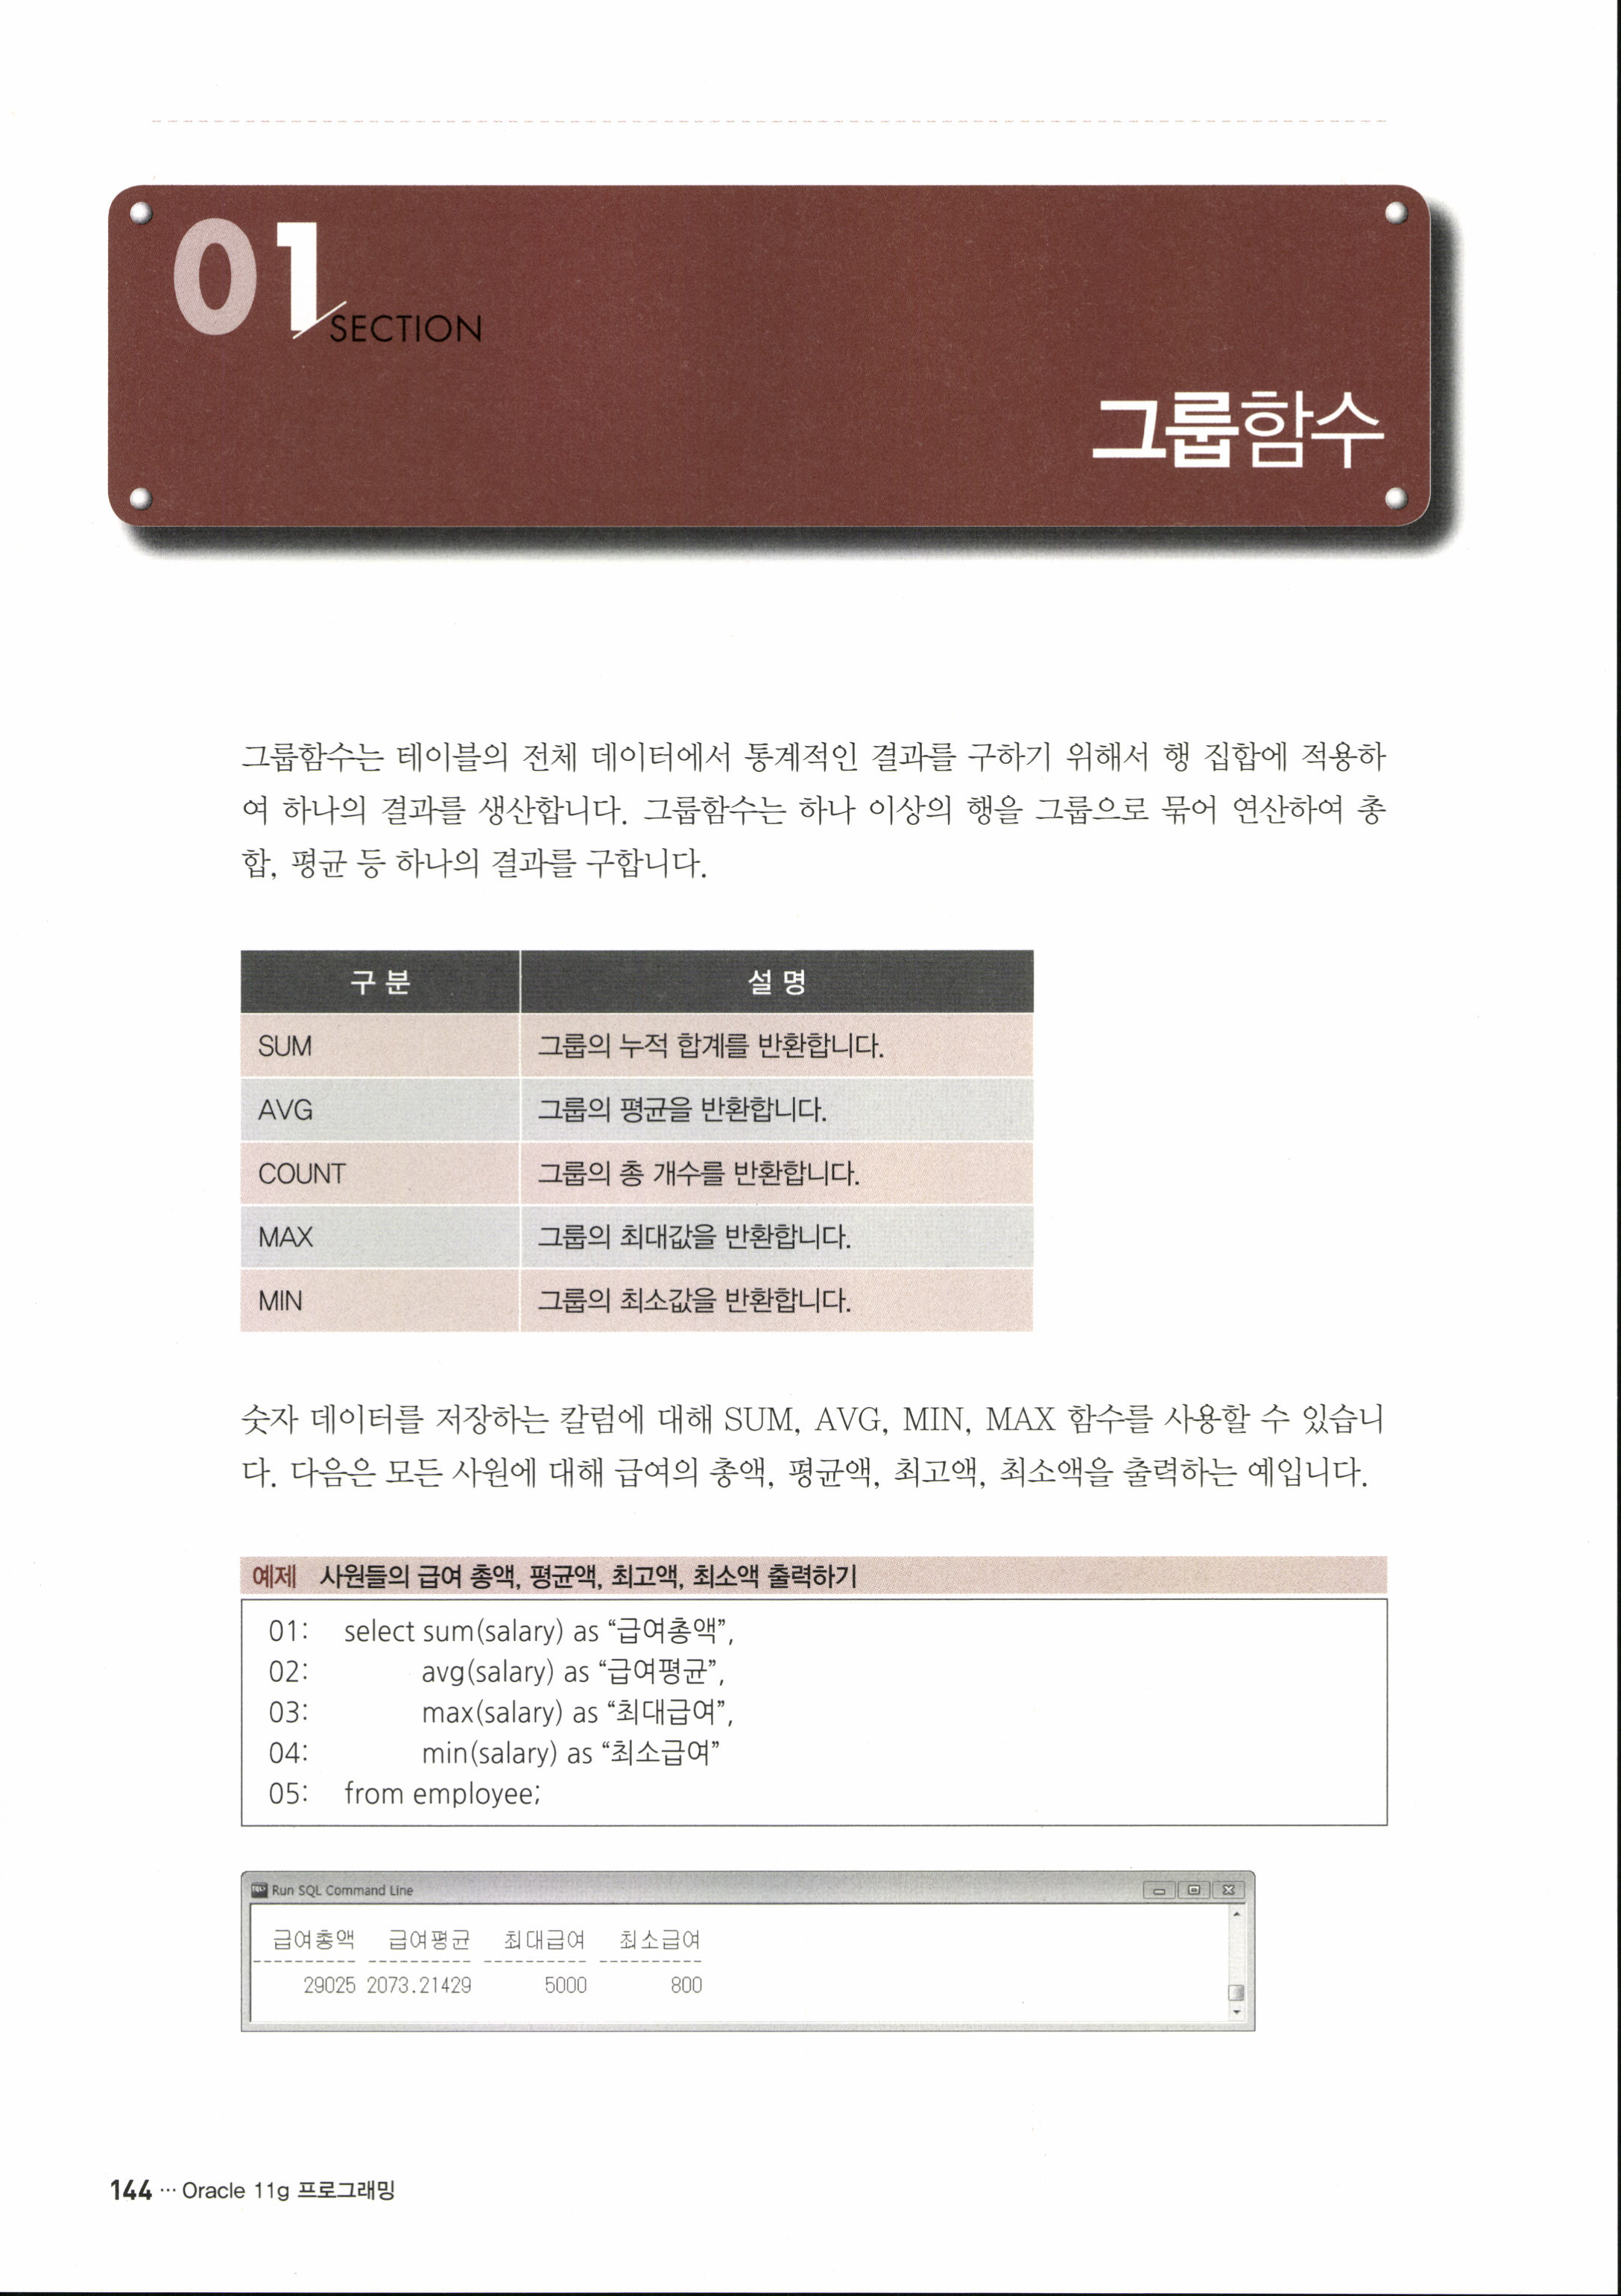 01
SECTION
그룹함수
그룹함수는 테이블의 전체 데이터에서 통계적인 결과를 구하기 위해서 행 집합에 적용하
여 하나의 결과를 생산합니다. 그룹함수는 하나 이상의 행을 그룹으로 묶어 연산하여 총
합, 평균 등 하나의 결과를 구합니다.
구 분 설 명
SUM 그룹의 누적 합계를 반환합니다.
AVG 그룹의 평균을 반환합니다.
COUNT 그룹의 총 개수를 반환합니다.
MAX 그룹의 최대값을 반환합니다.
MIN 그룹의 최소값을 반환합니다.
숫자 데이터를 저장하는 칼럼에 대해 SUM, AVG, MIN, MAX 함수를 사용할 수 있습니
다. 다음은 모든 사원에 대해 급여의 총액, 평균액, 최고액, 최소액을 출력하는 예입니다.
예제 사원들의 급여 총액, 평균액, 최고액, 최소액 출력하기
01: select sum(salary) as “급여총액”,
02: avg(salary) as “급여평균”,
03: max(salary) as “최대급여”,
04: min(salary) as “최소급여”
05: from employee;
Run SQL Command Line
급여총액 급여평균 최대급여 최소급여
---------- ---------- ---------- ----------
29025 2073.21429 5000 800
144 ··· Oracle 11g 프로그래밍